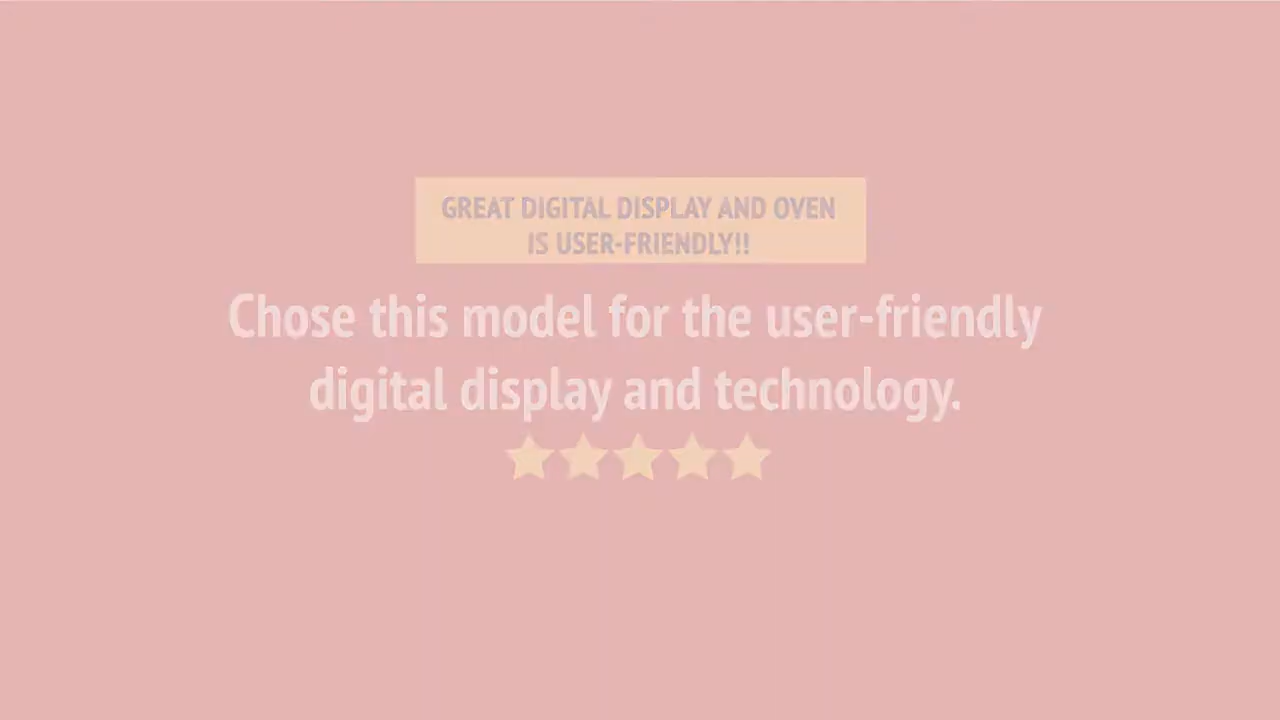 GREAT DIGITAL DISPLAY AND OVEN
IS USER-FRIENDLY!!
Chose this model for the user-friendly
digital display and technology.